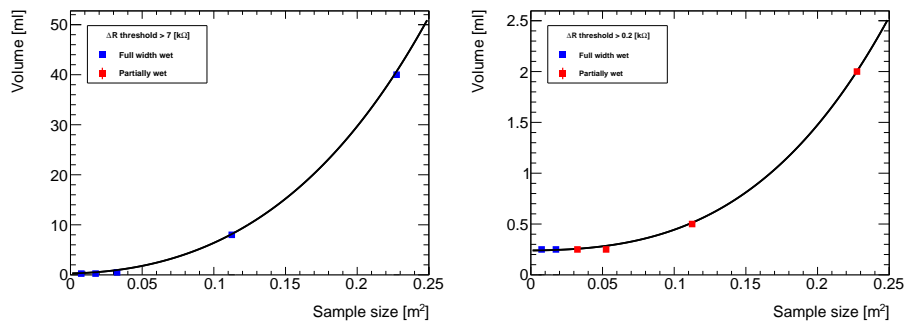 Volume [ml]
50
40
30
20
10
0
ΔR threshold > 7 [kΩ]
Full width wet
Partially wet
0 0.05 0.1 0.15 0.2 0.25
Sample size [m²]
Volume [ml]
2.5
2
1.5
1
0.5
0
ΔR threshold > 0.2 [kΩ]
Full width wet
Partially wet
0 0.05 0.1 0.15 0.2 0.25
Sample size [m²]